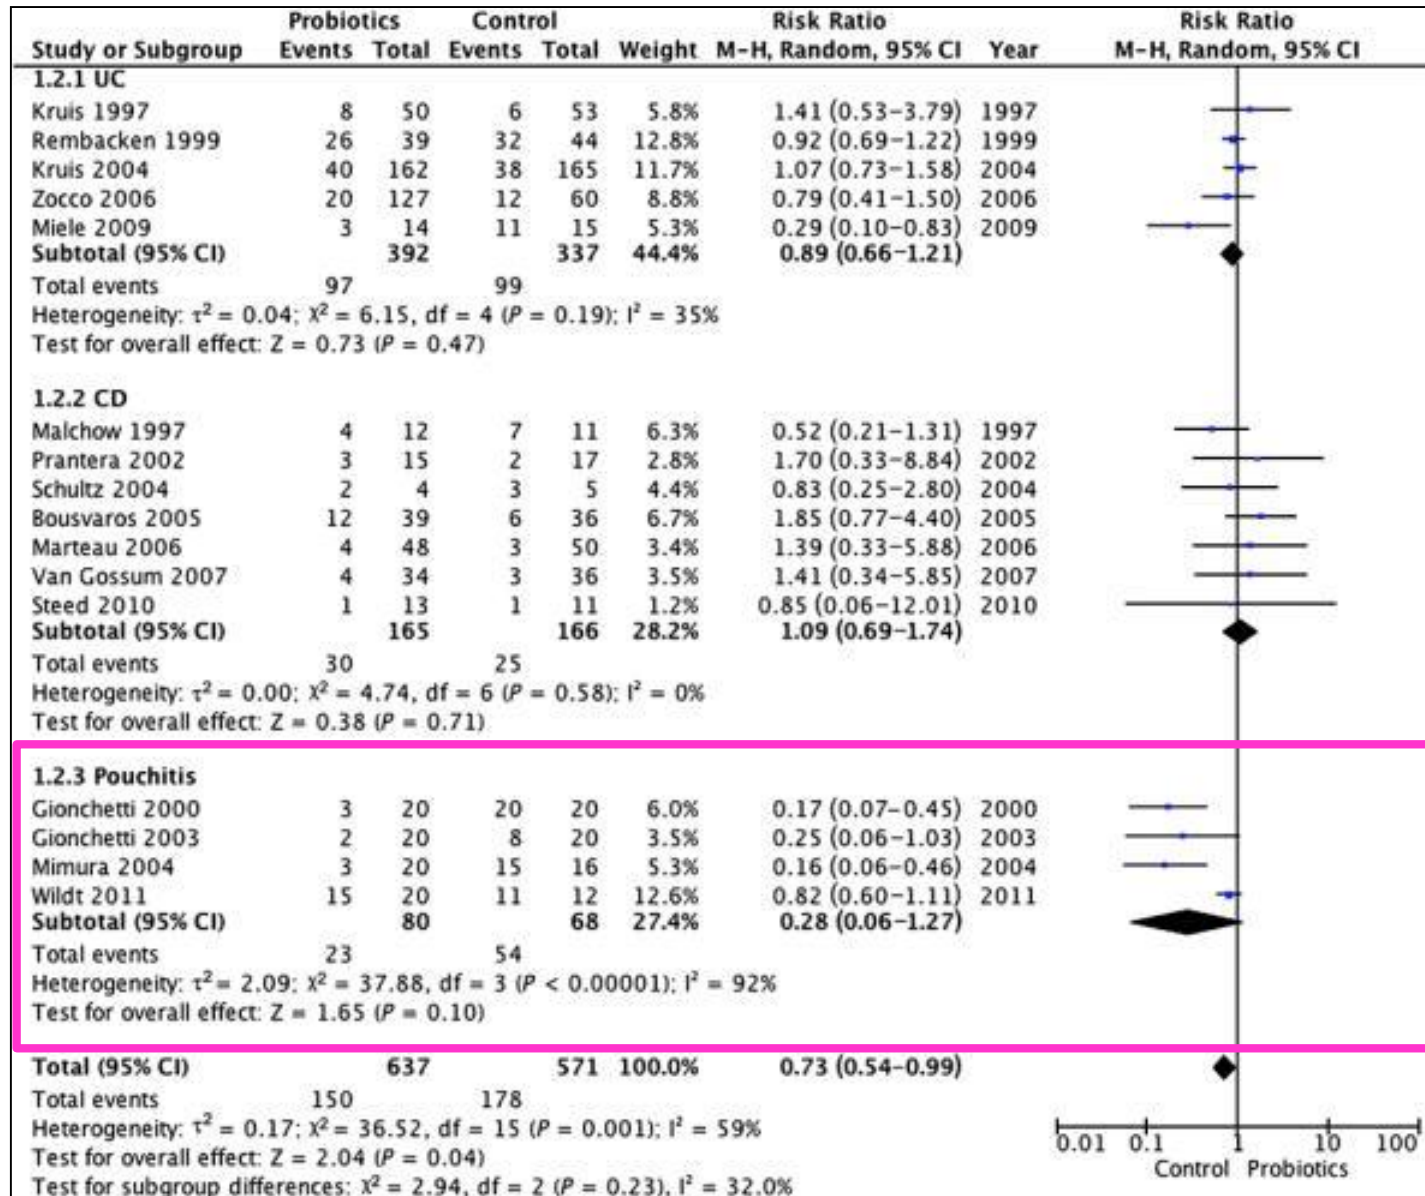 Probiotics Control Risk Ratio Risk Ratio
Study or Subgroup Events Total Events Total Weight M-H, Random, 95% CI Year M-H, Random, 95% CI
1.2.1 UC
Kruis 1997 8 50 6 53 5.8% 1.41 (0.53-3.79) 1997
Rembacken 1999 26 39 32 44 12.8% 0.92 (0.69-1.22) 1999
Kruis 2004 40 162 38 165 11.7% 1.07 (0.73-1.58) 2004
Zocco 2006 20 127 12 60 8.8% 0.79 (0.41-1.50) 2006
Miele 2009 3 14 11 15 5.3% 0.29 (0.10-0.83) 2009
Subtotal (95% CI) 392 337 44.4% 0.89 (0.66-1.21)
Total events 97 99
Heterogeneity: τ² = 0.04; χ² = 6.15, df = 4 (P = 0.19); I² = 35%
Test for overall effect: Z = 0.73 (P = 0.47)
1.2.2 CD
Malchow 1997 4 12 7 11 6.3% 0.52 (0.21-1.31) 1997
Prantera 2002 3 15 2 17 2.8% 1.70 (0.33-8.84) 2002
Schultz 2004 2 4 3 5 4.4% 0.83 (0.25-2.80) 2004
Bousvaros 2005 12 39 6 36 6.7% 1.85 (0.77-4.40) 2005
Marteau 2006 4 48 3 50 3.4% 1.39 (0.33-5.88) 2006
Van Gossum 2007 4 34 3 36 3.5% 1.41 (0.34-5.85) 2007
Steed 2010 1 13 1 11 1.2% 0.85 (0.06-12.01) 2010
Subtotal (95% CI) 165 166 28.2% 1.09 (0.69-1.74)
Total events 30 25
Heterogeneity: τ² = 0.00; χ² = 4.74, df = 6 (P = 0.58); I² = 0%
Test for overall effect: Z = 0.38 (P = 0.71)
1.2.3 Pouchitis
Gionchetti 2000 3 20 20 20 6.0% 0.17 (0.07-0.45) 2000
Gionchetti 2003 2 20 8 20 3.5% 0.25 (0.06-1.03) 2003
Mimura 2004 3 20 15 16 5.3% 0.16 (0.06-0.46) 2004
Wildt 2011 15 20 11 12 12.6% 0.82 (0.60-1.11) 2011
Subtotal (95% CI) 80 68 27.4% 0.28 (0.06-1.27)
Total events 23 54
Heterogeneity: τ² = 2.09; χ² = 37.88, df = 3 (P < 0.00001); I² = 92%
Test for overall effect: Z = 1.65 (P = 0.10)
Total (95% CI) 637 571 100.0% 0.73 (0.54-0.99)
Total events 150 178
Heterogeneity: τ² = 0.17; χ² = 36.52, df = 15 (P = 0.001); I² = 59%
Test for overall effect: Z = 2.04 (P = 0.04)
Test for subgroup differences: χ² = 2.94, df = 2 (P = 0.23), I² = 32.0%
0.01 0.1 1 10 100
Control Probiotics